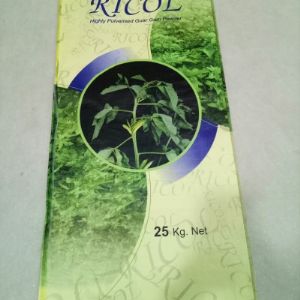 RICOL
Highly Pulverised Guar Gum Powder
25 Kg. Net